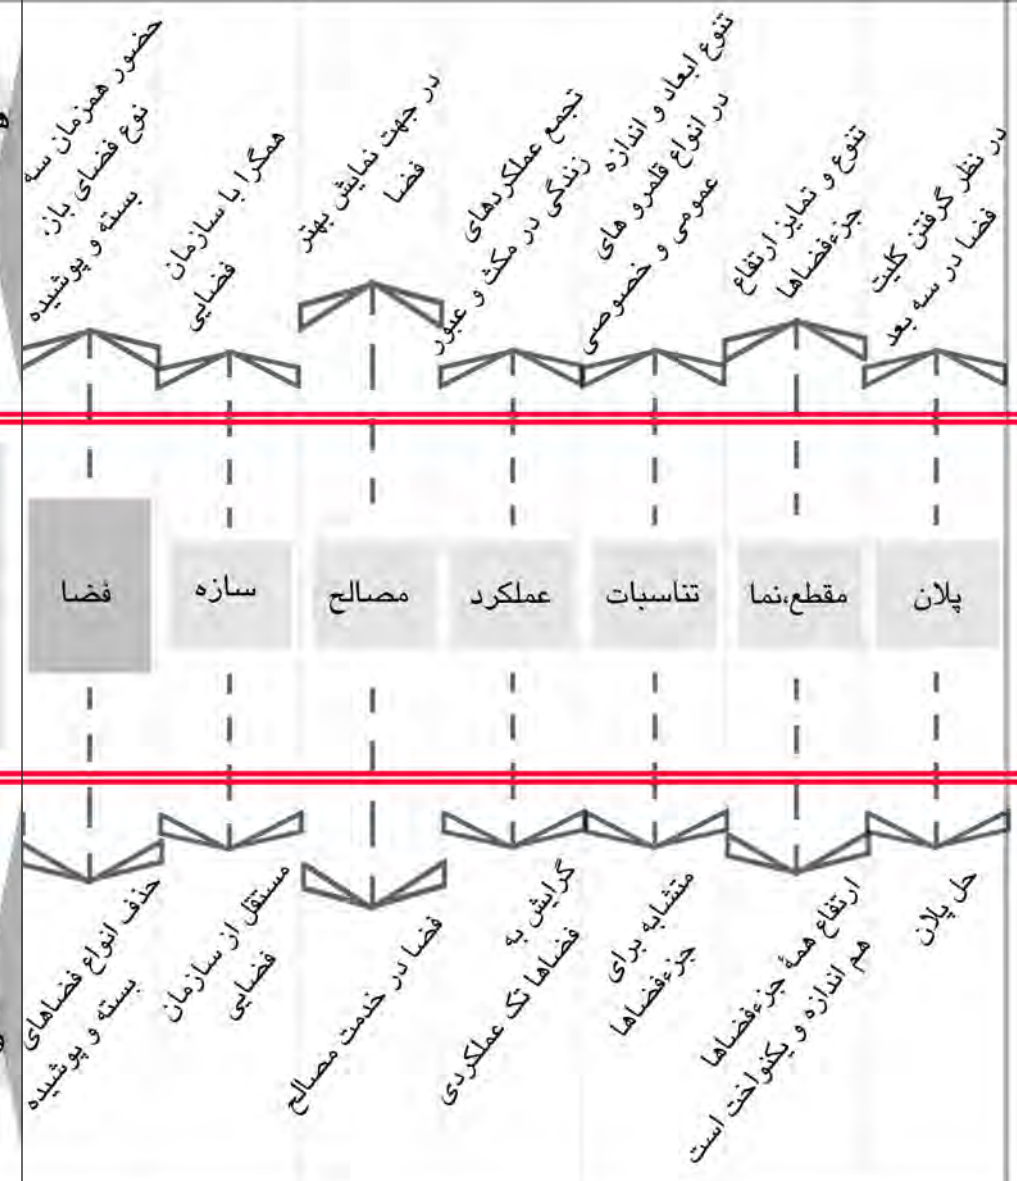 در نظر گرفتن کلیت
فضا در سه بعد
تنوع و تمایز ارتفاع
جزءفضاها
تنوع ابعاد و اندازه
در انواع قلمرو های
عمومی و خصوصی
تجمع عملکردهای
زندگی در مکث و عبور
در جهت نمایش بهتر
فضا
همگرا با سازمان
فضایی
حضور همزمان سه
نوع فضای باز،
بسته و پوشیده
پلان
مقطع،نما
تناسبات
عملکرد
مصالح
سازه
فضا
حل پلان
ارتفاع همهٔ جزءفضاها
هم اندازه و یکنواخت است
متشابه برای
جزءفضاها
گرایش به
فضاها تک عملکردی
فضا در خدمت مصالح
مستقل از سازمان
فضایی
حذف انواع فضاهای
بسته و پوشیده